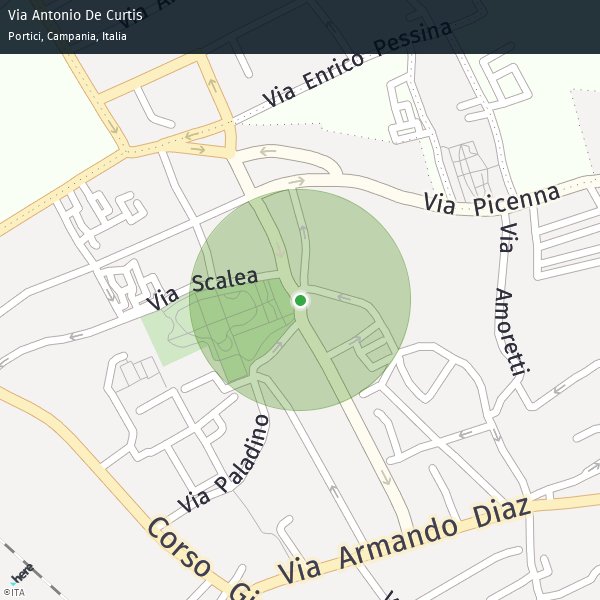 Via Antonio De Curtis
Portici, Campania, Italia
Via Enrico Pessina
Via Picenna
Via Scalea
Via Amoretti
Via Paladino
Via Armando Diaz
Corso Gi
here
©ITA